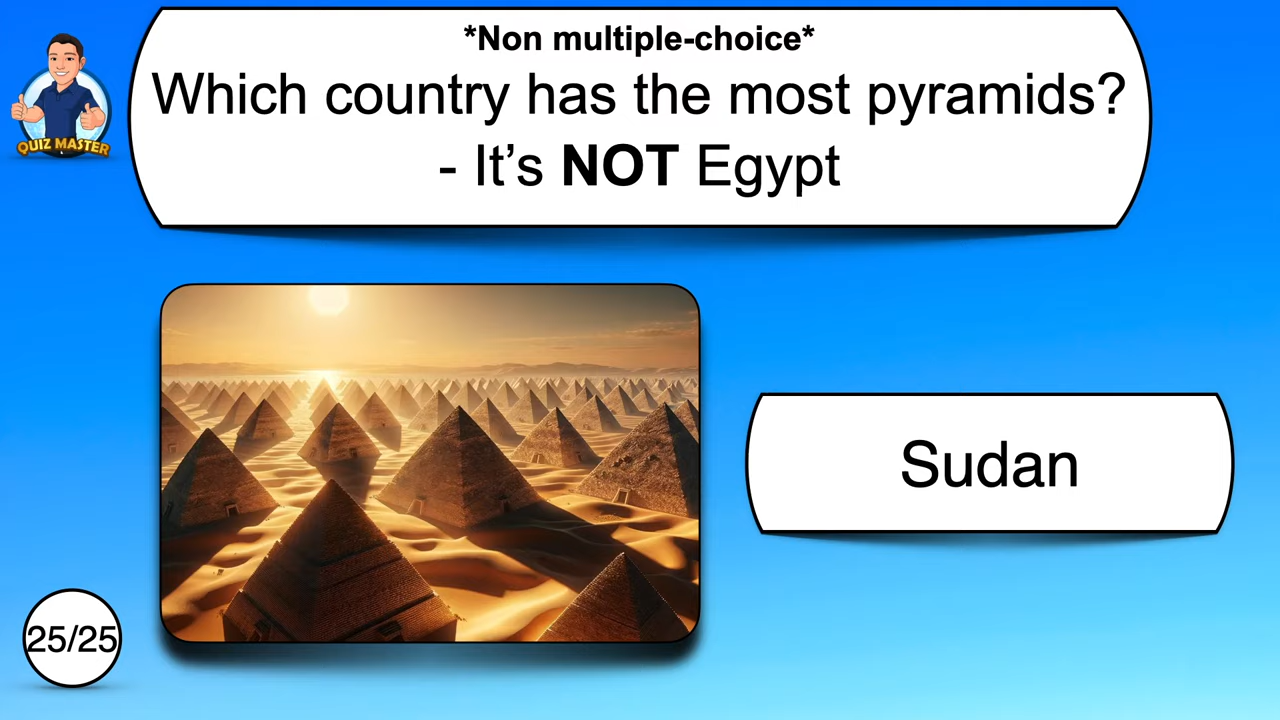 *Non multiple-choice*
Which country has the most pyramids?
- It’s NOT Egypt
QUIZ MASTER
Sudan
25/25